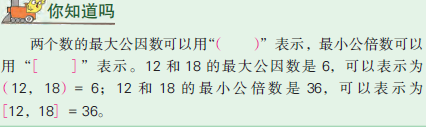 你知道吗
两个数的最大公因数可以用“(　　)”表示，最小公倍数可以
用“[　　]”表示。12 和 18 的最大公因数是 6，可以表示为
(12，18) = 6；12 和 18 的最小公倍数是 36，可以表示为
[12，18] = 36。